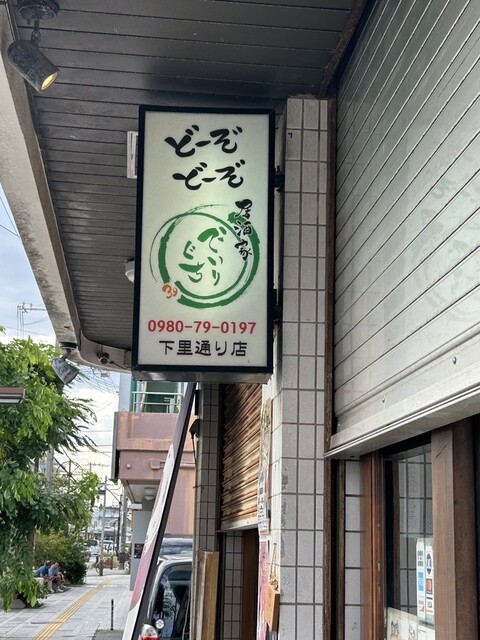 どーぞ
どーぞ
居酒家
でいり
ぐち
39
0980-79-0197
下里通り店